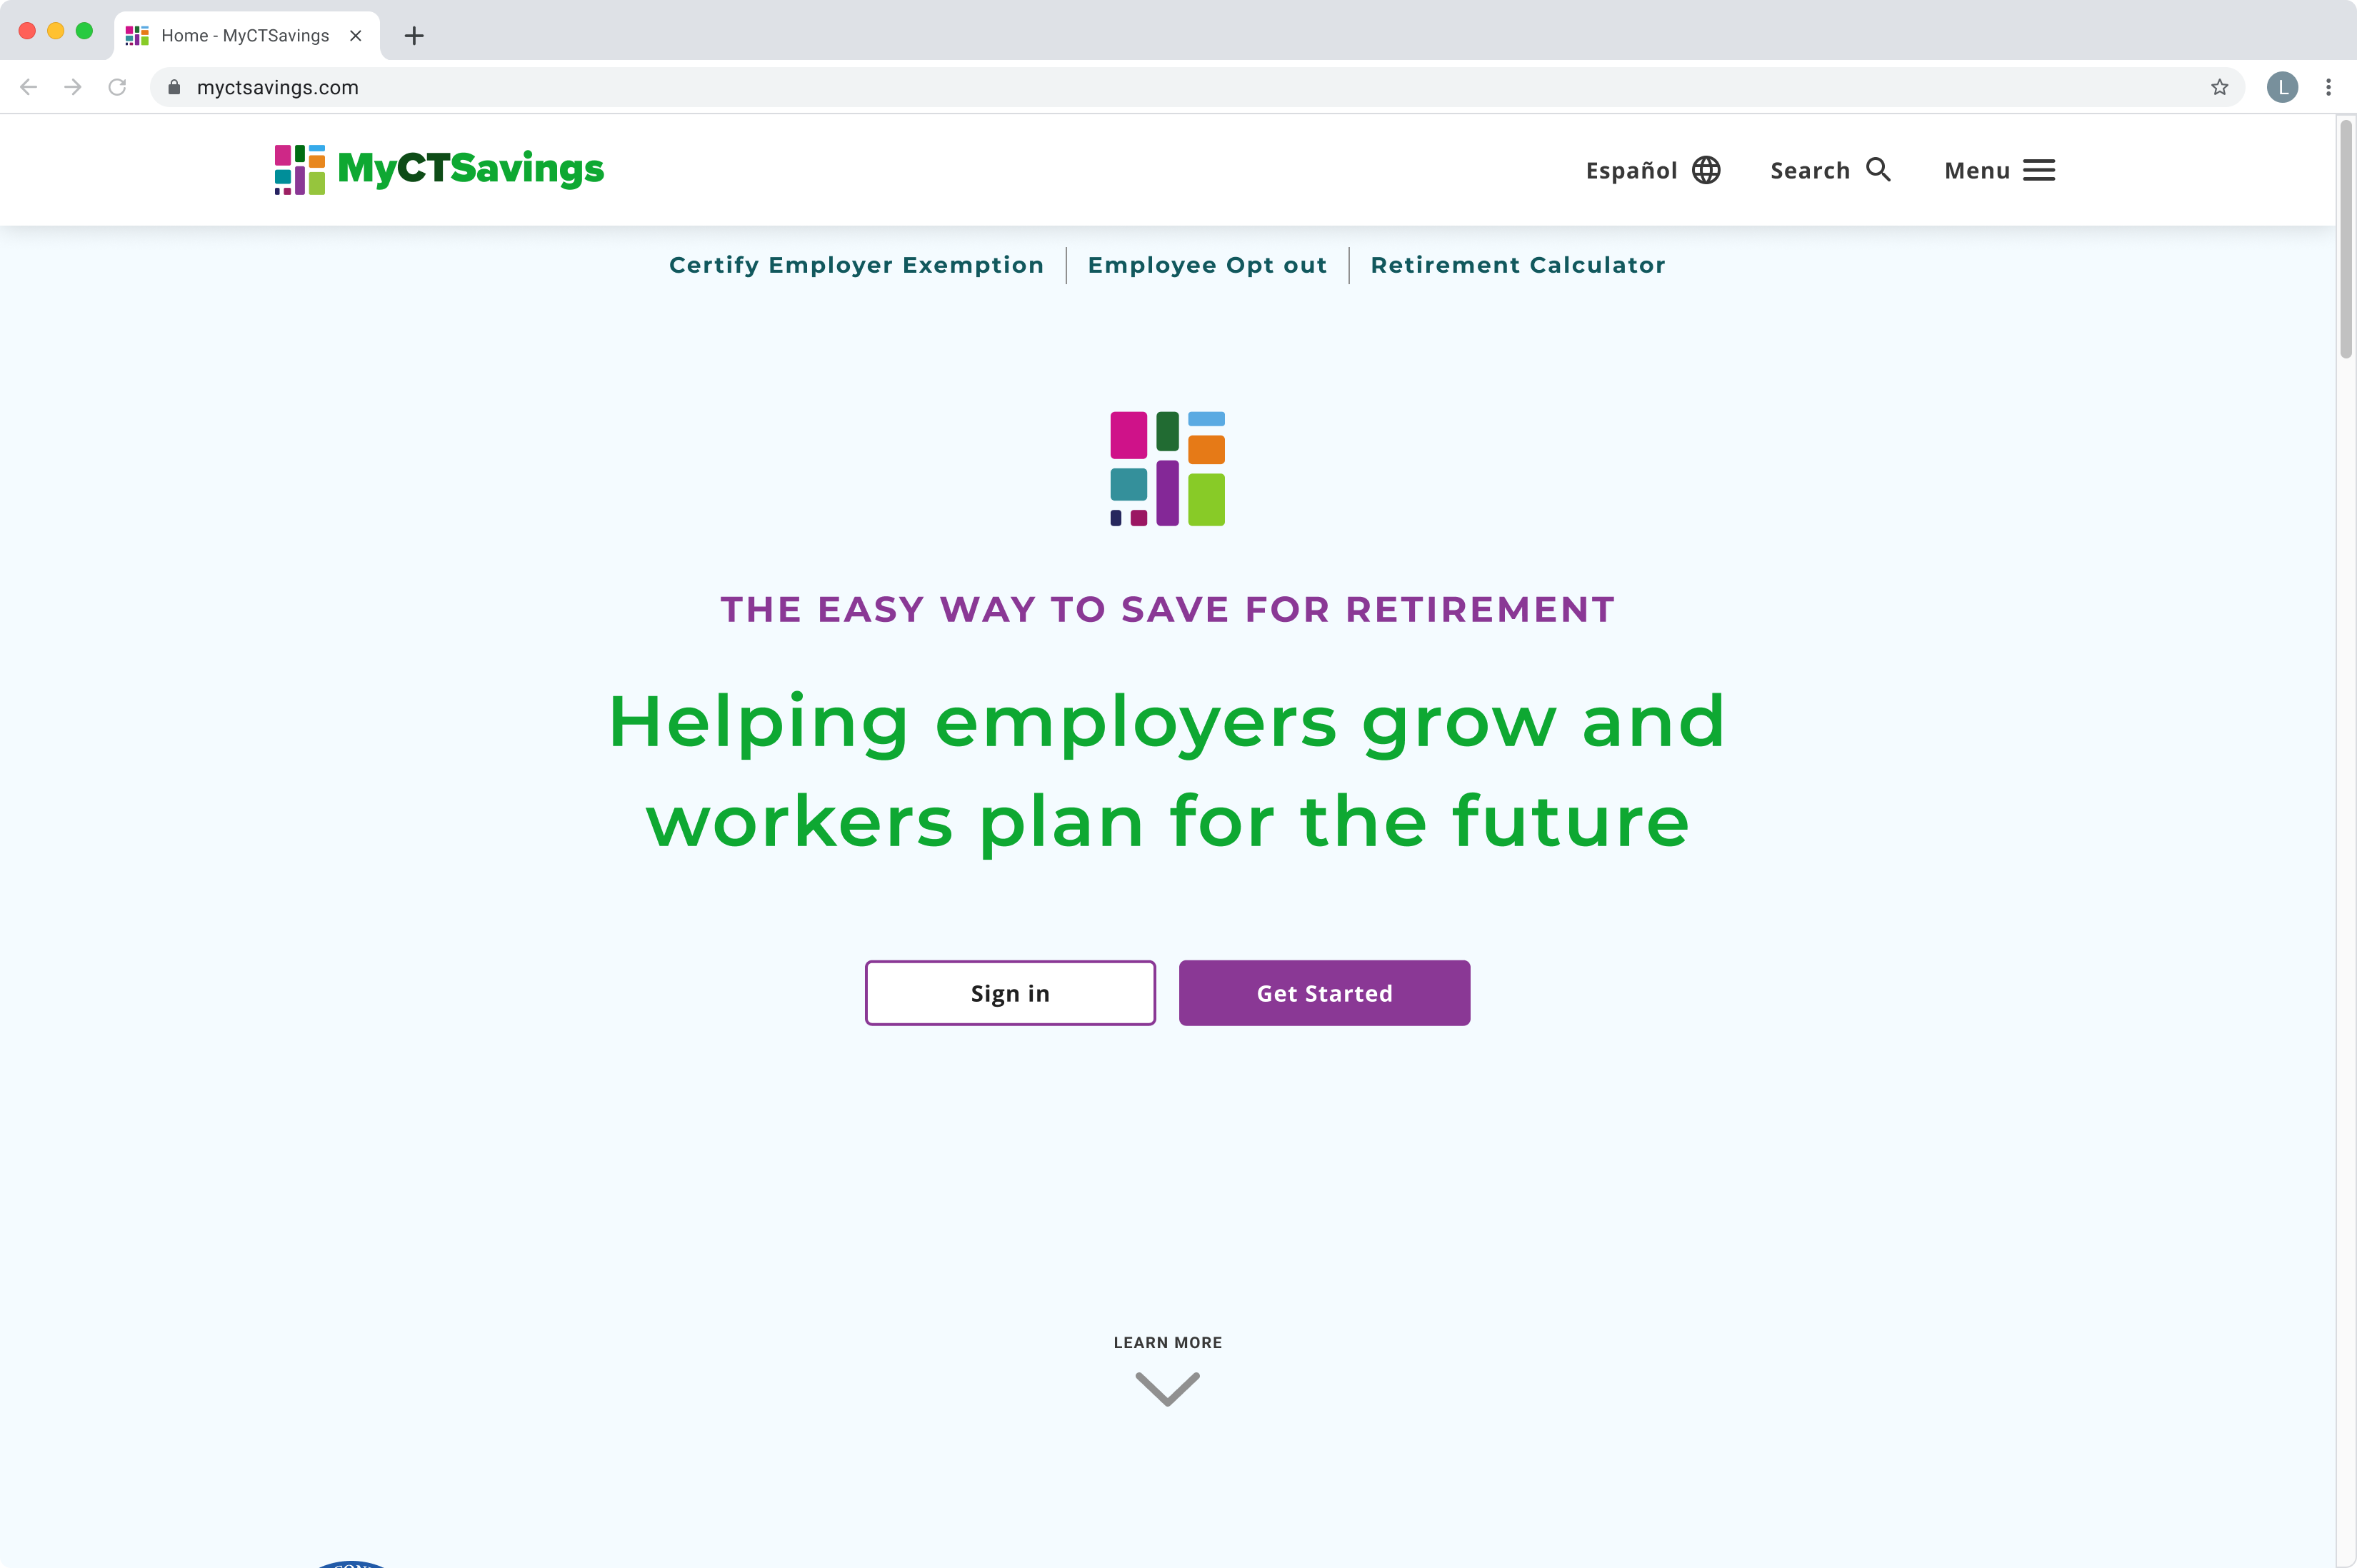 Home - MyCTSavings
myctsavings.com
L
MyCTSavings
Español
Search
Menu
Certify Employer Exemption
Employee Opt out
Retirement Calculator
THE EASY WAY TO SAVE FOR RETIREMENT
Helping employers grow and
workers plan for the future
Sign in
Get Started
LEARN MORE